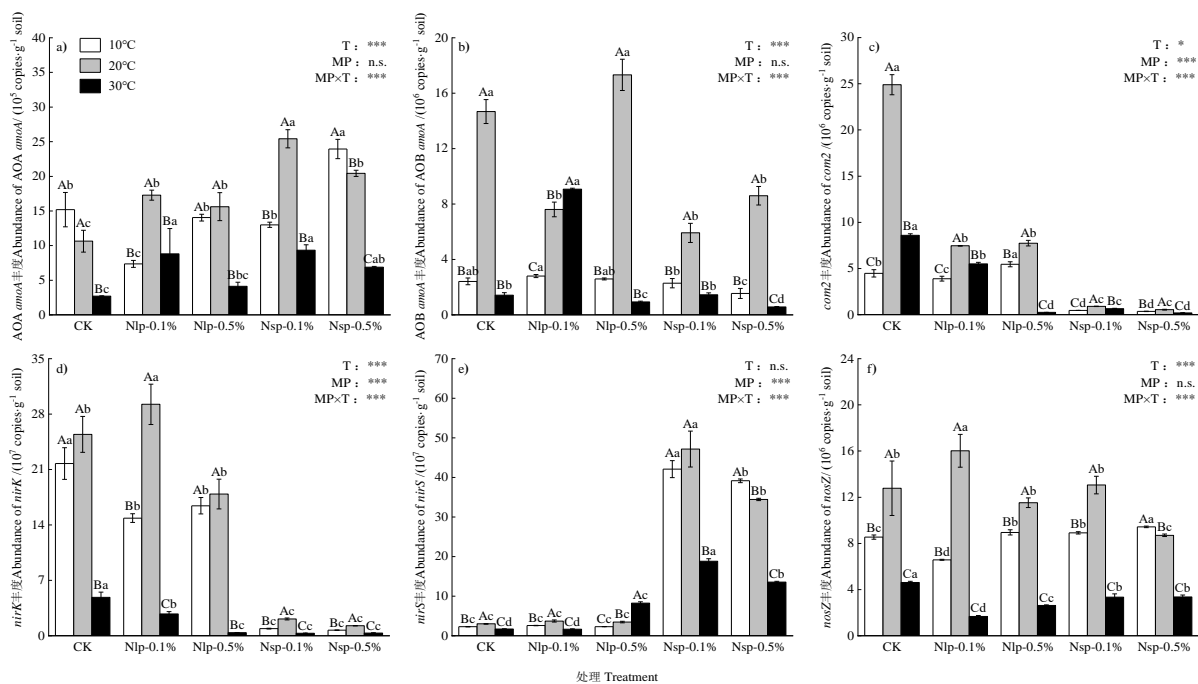 a)
10℃
20℃
30℃
T： ***
MP： n.s.
MP×T： ***
AOA amoA丰度Abundance of AOA amoA/ (10⁵ copies·g⁻¹ soil)
40
35
30
25
20
15
10
5
0
Ab Ac Bc
Bc Ab Ba
Ab Ab Bbc
Bb Aa Ba
Aa Bb Cab
CK Nlp-0.1% Nlp-0.5% Nsp-0.1% Nsp-0.5%
b)
T： ***
MP： n.s.
MP×T： ***
AOB amoA丰度Abundance of AOB amoA /(10⁶ copies·g⁻¹ soil)
20
16
12
8
4
0
Bab Aa Bc
Ca Bb Aa
Bab Aa Bc
Bb Ab Bb
Bc Ab Cd
CK Nlp-0.1% Nlp-0.5% Nsp-0.1% Nsp-0.5%
c)
T： *
MP： ***
MP×T： ***
com2丰度Abundance of com2 /(10⁶ copies·g⁻¹ soil)
30
25
20
15
10
5
0
Cb Aa Ba
Cc Ab Bb
Ba Ab Cd
Cd Ac Bc
Bd Ac Cd
CK Nlp-0.1% Nlp-0.5% Nsp-0.1% Nsp-0.5%
d)
T： ***
MP： ***
MP×T： ***
nirK丰度Abundance of nirK /(10⁷ copies·g⁻¹ soil)
35
28
21
14
7
0
Aa Ab Ba
Bb Aa Cb
Ab Ab Bc
Bc Ac Cc
Bc Ac Cc
CK Nlp-0.1% Nlp-0.5% Nsp-0.1% Nsp-0.5%
e)
T： n.s.
MP： ***
MP×T： ***
nirS丰度Abundance of nirS /(10⁷ copies·g⁻¹ soil)
70
60
50
40
30
20
10
0
Bc Ac Cd
Bc Ac Cd
Cc Bc Ac
Aa Aa Ba
Ab Bb Cb
CK Nlp-0.1% Nlp-0.5% Nsp-0.1% Nsp-0.5%
f)
T： ***
MP： n.s.
MP×T： ***
nosZ丰度Abundance of nosZ/ (10⁶ copies·g⁻¹ soil)
24
20
16
12
8
4
0
Bc Ab Ca
Bd Aa Cd
Bb Ab Cc
Bb Ab Cb
Aa Bc Cb
CK Nlp-0.1% Nlp-0.5% Nsp-0.1% Nsp-0.5%
处理 Treatment